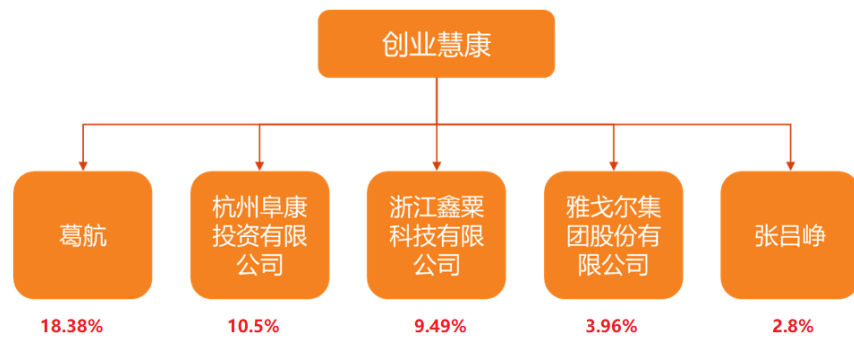 创业慧康
葛航
杭州阜康
投资有限
公司
浙江鑫粟
科技有限
公司
雅戈尔集
团股份有
限公司
张吕峥
18.38%
10.5%
9.49%
3.96%
2.8%